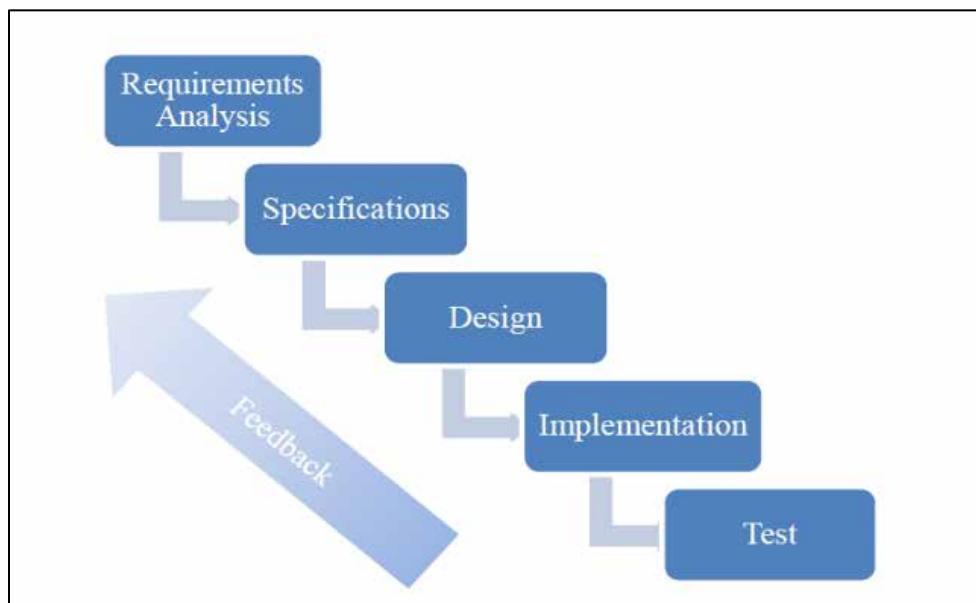 Requirements
Analysis
Specifications
Design
Implementation
Feedback
Test